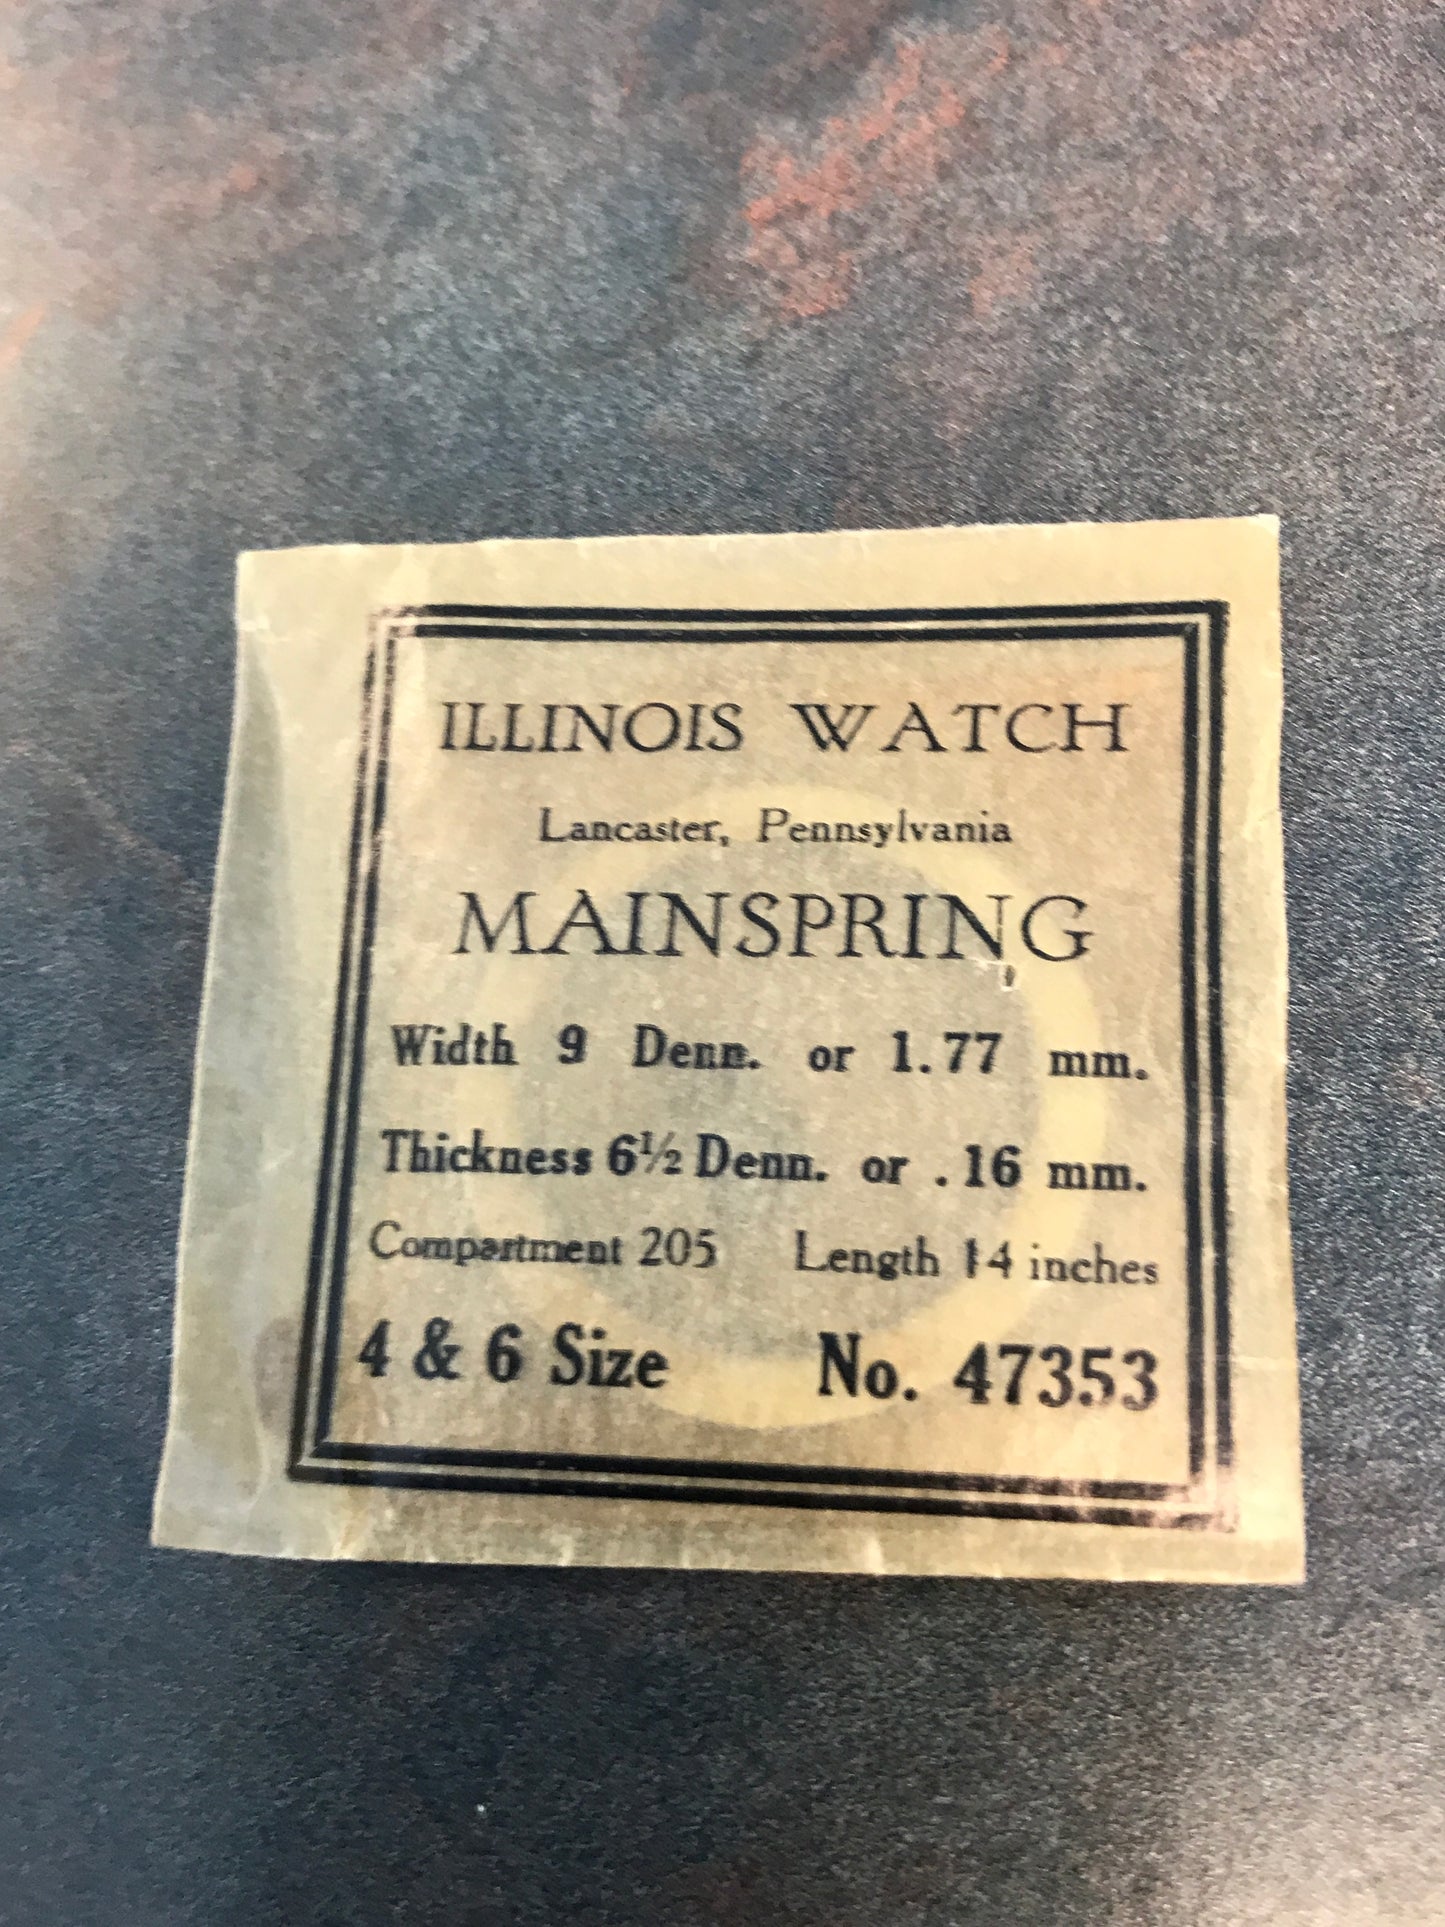 ILLINOIS WATCH
Lancaster, Pennsylvania
MAINSPRING
Width 9 Denn. or 1.77 mm.
Thickness 6½ Denn. or .16 mm.
Compartment 205 Length 14 inches
4 & 6 Size No. 47353